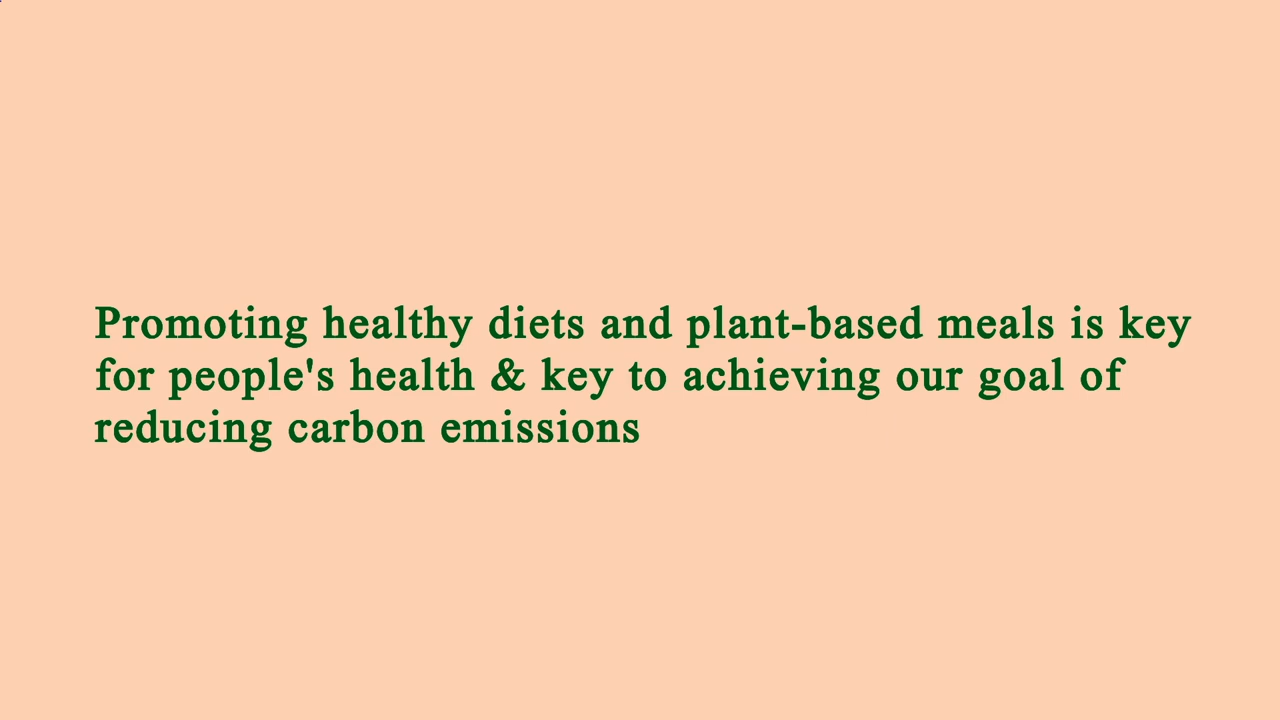 Promoting healthy diets and plant-based meals is key
for people's health & key to achieving our goal of
reducing carbon emissions